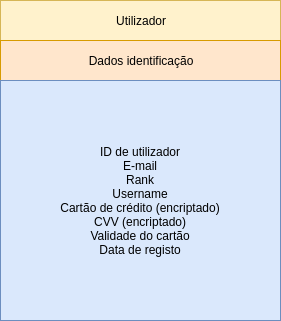 Utilizador
Dados identificação
ID de utilizador
E-mail
Rank
Username
Cartão de crédito (encriptado)
CVV (encriptado)
Validade do cartão
Data de registo